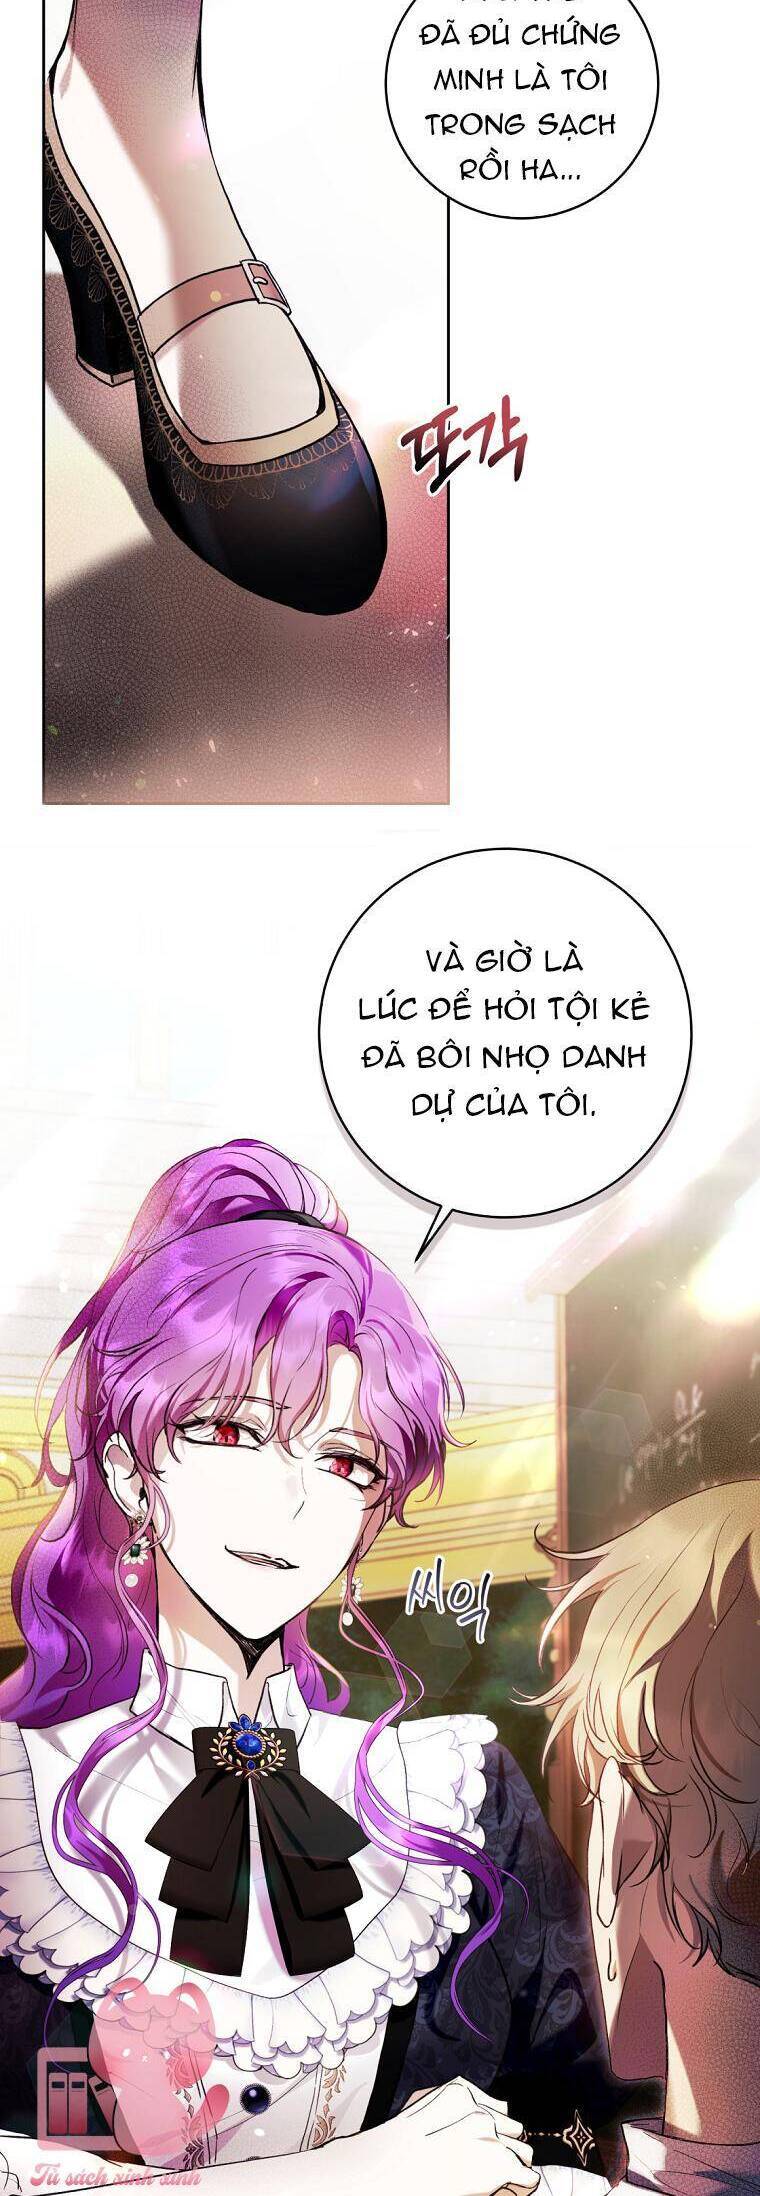 ĐÃ ĐỦ CHỨNG
MINH LÀ TÔI
TRONG SẠCH
RỒI HA...
또각
VÀ GIỜ LÀ
LÚC ĐỂ HỎI TỘI KẺ
ĐÃ BÔI NHỌ DANH
DỰ CỦA TÔI.
씨익
Tủ sách xinh xinh